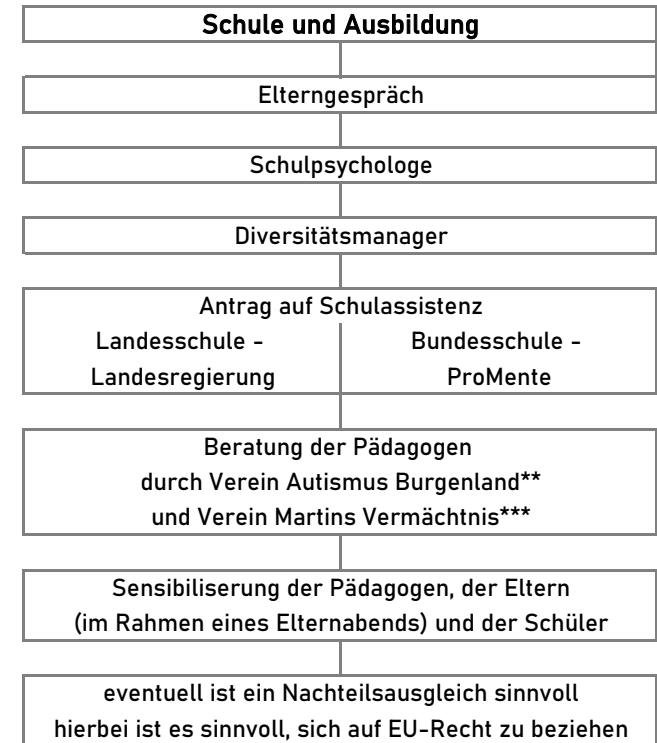 Schule und Ausbildung
Elterngespräch
Schulpsychologe
Diversitätsmanager
Antrag auf Schulassistenz
Landesschule -
Landesregierung
Bundesschule -
ProMente
Beratung der Pädagogen
durch Verein Autismus Burgenland**
und Verein Martins Vermächtnis***
Sensibiliserung der Pädagogen, der Eltern
(im Rahmen eines Elternabends) und der Schüler
eventuell ist ein Nachteilsausgleich sinnvoll
hierbei ist es sinnvoll, sich auf EU-Recht zu beziehen